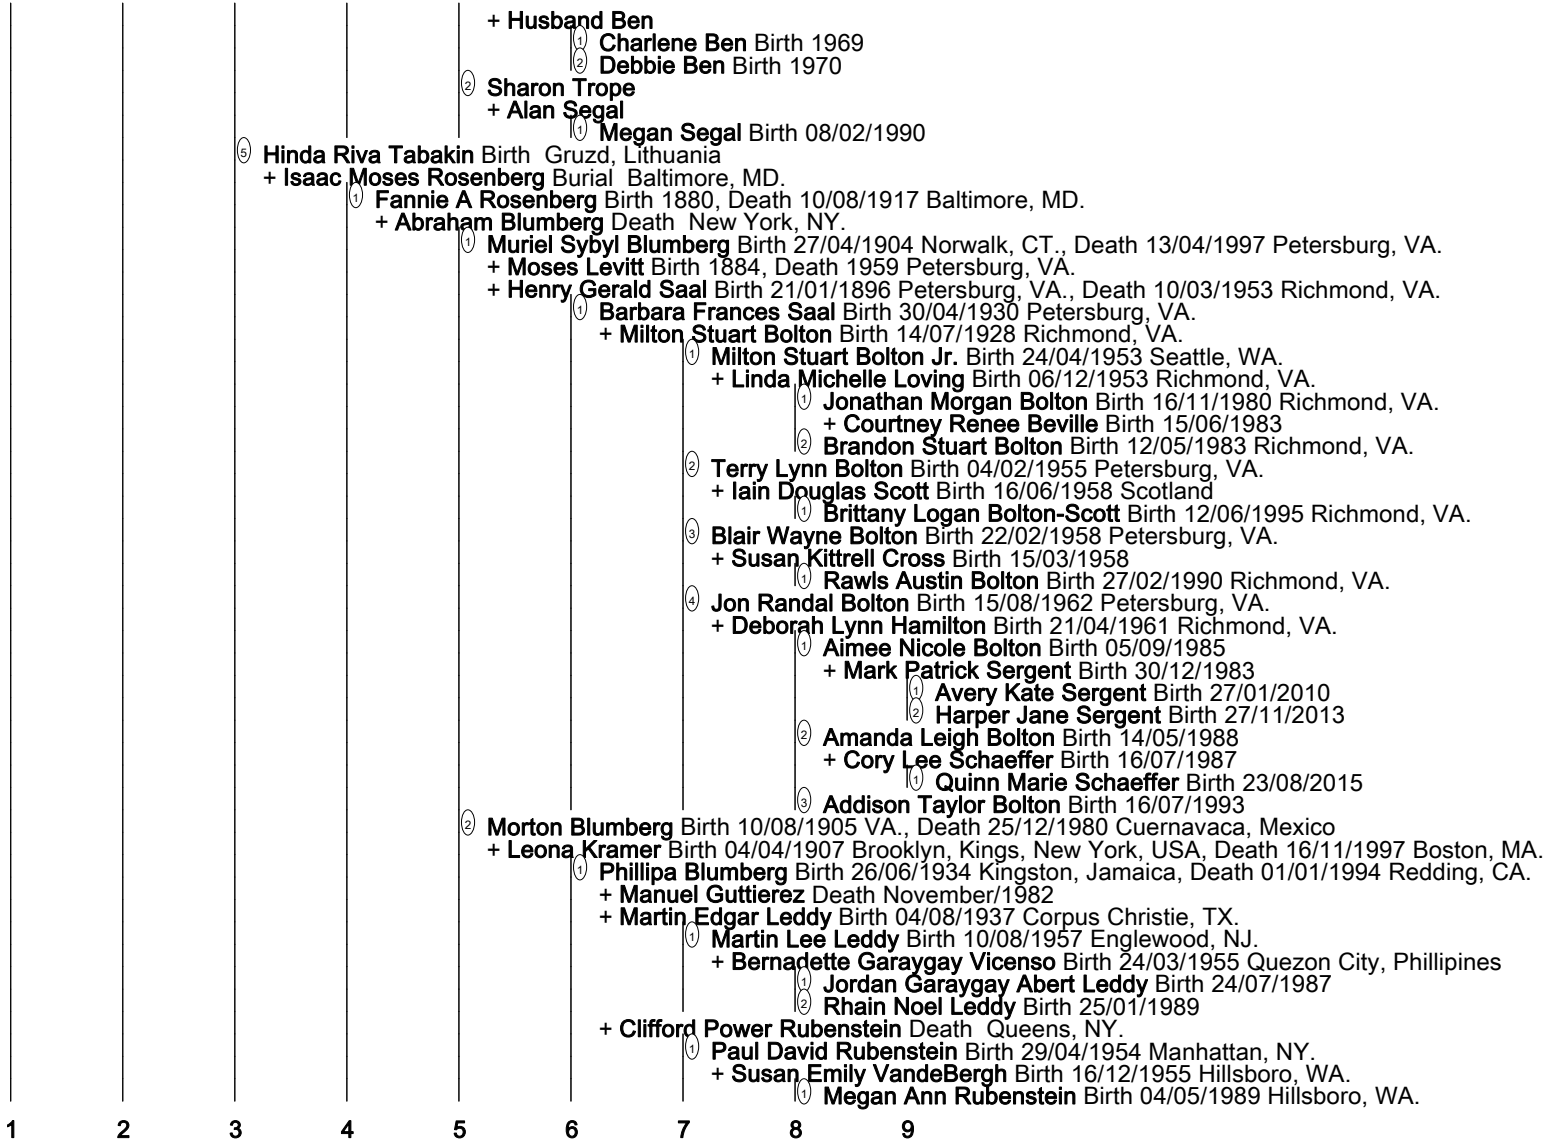 + Husband Ben
1 Charlene Ben Birth 1969
2 Debbie Ben Birth 1970
2 Sharon Trope
+ Alan Segal
1 Megan Segal Birth 08/02/1990
5 Hinda Riva Tabakin Birth Gruzd, Lithuania
+ Isaac Moses Rosenberg Burial Baltimore, MD.
1 Fannie A Rosenberg Birth 1880, Death 10/08/1917 Baltimore, MD.
+ Abraham Blumberg Death New York, NY.
1 Muriel Sybyl Blumberg Birth 27/04/1904 Norwalk, CT., Death 13/04/1997 Petersburg, VA.
+ Moses Levitt Birth 1884, Death 1959 Petersburg, VA.
+ Henry Gerald Saal Birth 21/01/1896 Petersburg, VA., Death 10/03/1953 Richmond, VA.
1 Barbara Frances Saal Birth 30/04/1930 Petersburg, VA.
+ Milton Stuart Bolton Birth 14/07/1928 Richmond, VA.
1 Milton Stuart Bolton Jr. Birth 24/04/1953 Seattle, WA.
+ Linda Michelle Loving Birth 06/12/1953 Richmond, VA.
1 Jonathan Morgan Bolton Birth 16/11/1980 Richmond, VA.
+ Courtney Renee Beville Birth 15/06/1983
2 Brandon Stuart Bolton Birth 12/05/1983 Richmond, VA.
2 Terry Lynn Bolton Birth 04/02/1955 Petersburg, VA.
+ Iain Douglas Scott Birth 16/06/1958 Scotland
1 Brittany Logan Bolton-Scott Birth 12/06/1995 Richmond, VA.
3 Blair Wayne Bolton Birth 22/02/1958 Petersburg, VA.
+ Susan Kittrell Cross Birth 15/03/1958
1 Rawls Austin Bolton Birth 27/02/1990 Richmond, VA.
4 Jon Randal Bolton Birth 15/08/1962 Petersburg, VA.
+ Deborah Lynn Hamilton Birth 21/04/1961 Richmond, VA.
1 Aimee Nicole Bolton Birth 05/09/1985
+ Mark Patrick Sergent Birth 30/12/1983
1 Avery Kate Sergent Birth 27/01/2010
2 Harper Jane Sergent Birth 27/11/2013
2 Amanda Leigh Bolton Birth 14/05/1988
+ Cory Lee Schaeffer Birth 16/07/1987
1 Quinn Marie Schaeffer Birth 23/08/2015
3 Addison Taylor Bolton Birth 16/07/1993
2 Morton Blumberg Birth 10/08/1905 VA., Death 25/12/1980 Cuernavaca, Mexico
+ Leona Kramer Birth 04/04/1907 Brooklyn, Kings, New York, USA, Death 16/11/1997 Boston, MA.
1 Phillipa Blumberg Birth 26/06/1934 Kingston, Jamaica, Death 01/01/1994 Redding, CA.
+ Manuel Guttierez Death November/1982
+ Martin Edgar Leddy Birth 04/08/1937 Corpus Christie, TX.
1 Martin Lee Leddy Birth 10/08/1957 Englewood, NJ.
+ Bernadette Garaygay Vicenso Birth 24/03/1955 Quezon City, Phillipines
1 Jordan Garaygay Abert Leddy Birth 24/07/1987
2 Rhain Noel Leddy Birth 25/01/1989
+ Clifford Power Rubenstein Death Queens, NY.
1 Paul David Rubenstein Birth 29/04/1954 Manhattan, NY.
+ Susan Emily VandeBergh Birth 16/12/1955 Hillsboro, WA.
1 Megan Ann Rubenstein Birth 04/05/1989 Hillsboro, WA.
1 2 3 4 5 6 7 8 9